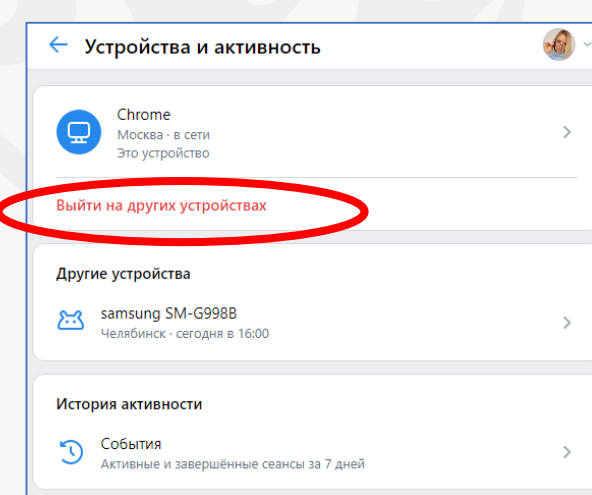 Устройства и активность
Chrome
Москва · в сети
Это устройство
Выйти на других устройствах
Другие устройства
samsung SM-G998B
Челябинск · сегодня в 16:00
История активности
События
Активные и завершённые сеансы за 7 дней